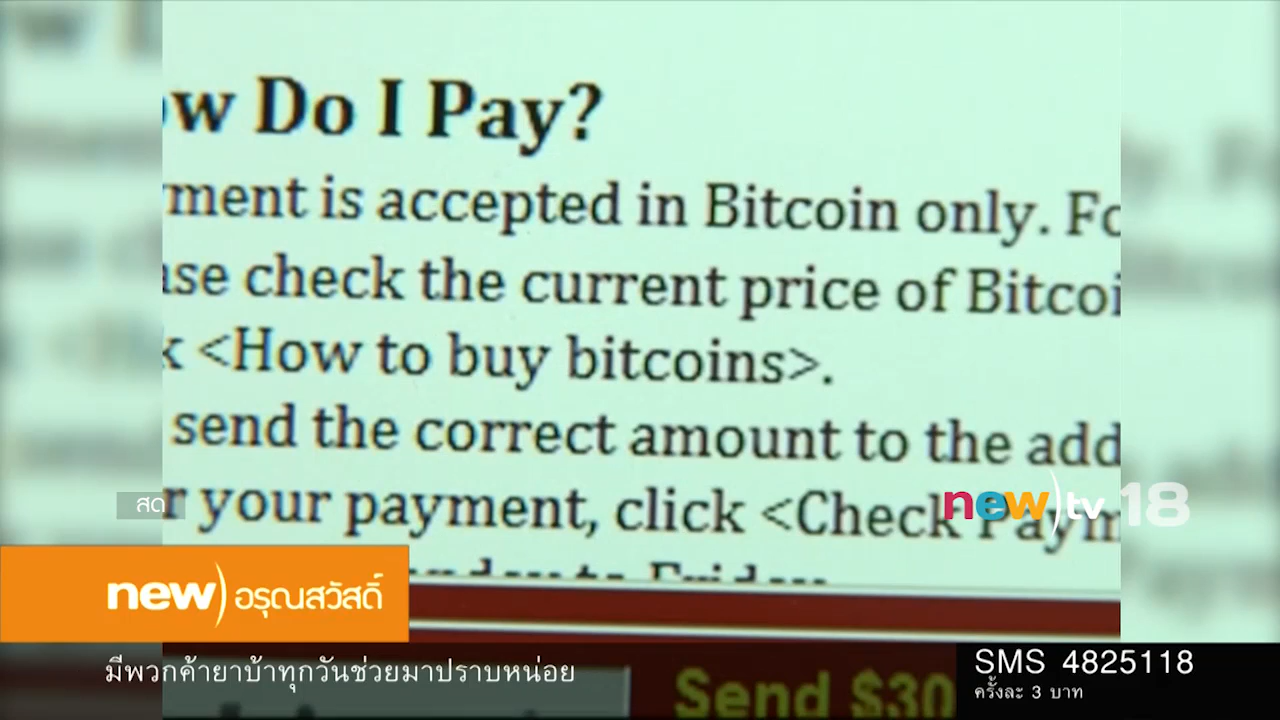 ow Do I Pay?
yment is accepted in Bitcoin only. Fo
ase check the current price of Bitcoi
k <How to buy bitcoins>.
send the correct amount to the add
r your payment, click <Check Paym
to Friday
สด
new)tv 18
new)อรุณสวัสดิ์
มีพวกค้ายาบ้าทุกวันช่วยมาปราบหน่อย
Send $30
SMS 4825118
ครั้งละ 3 บาท